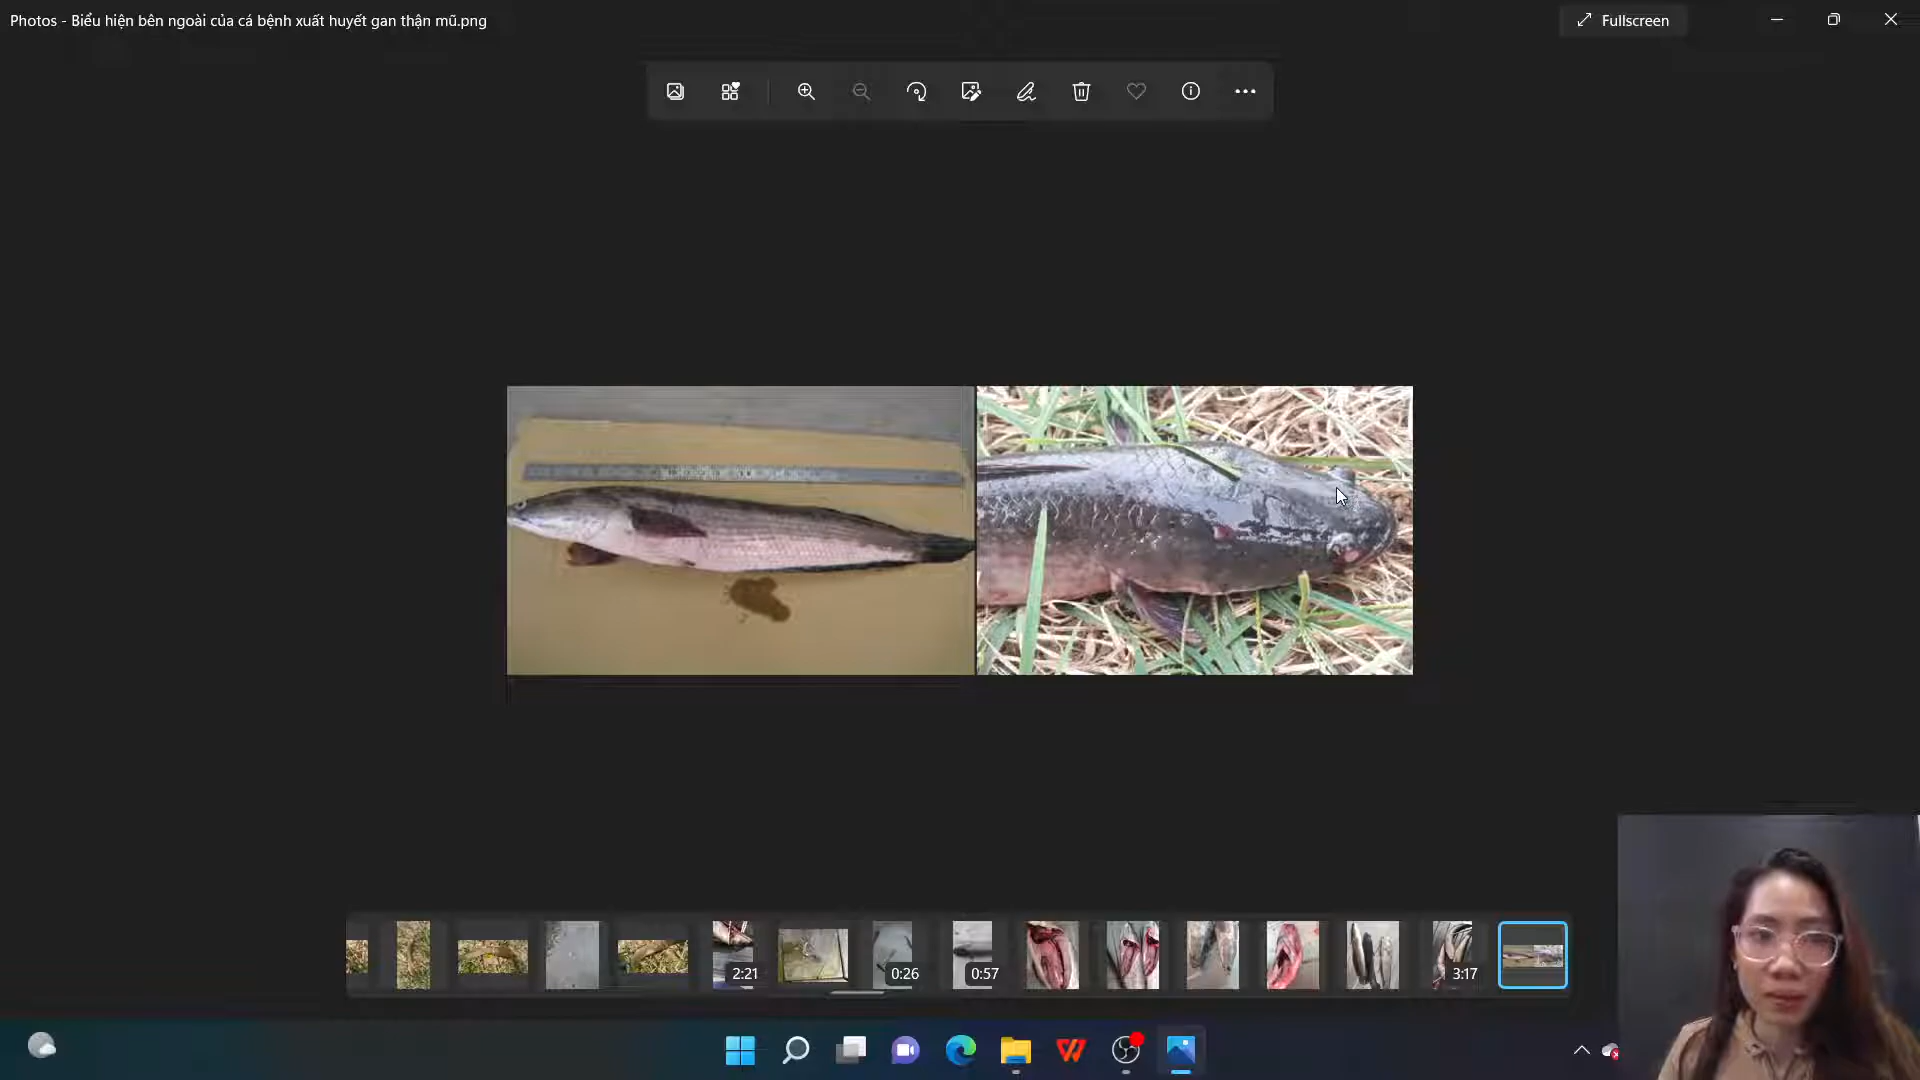 Photos - Biểu hiện bên ngoài của cá bệnh xuất huyết gan thận mũ.png
Fullscreen
2:21
0:26
0:57
3:17